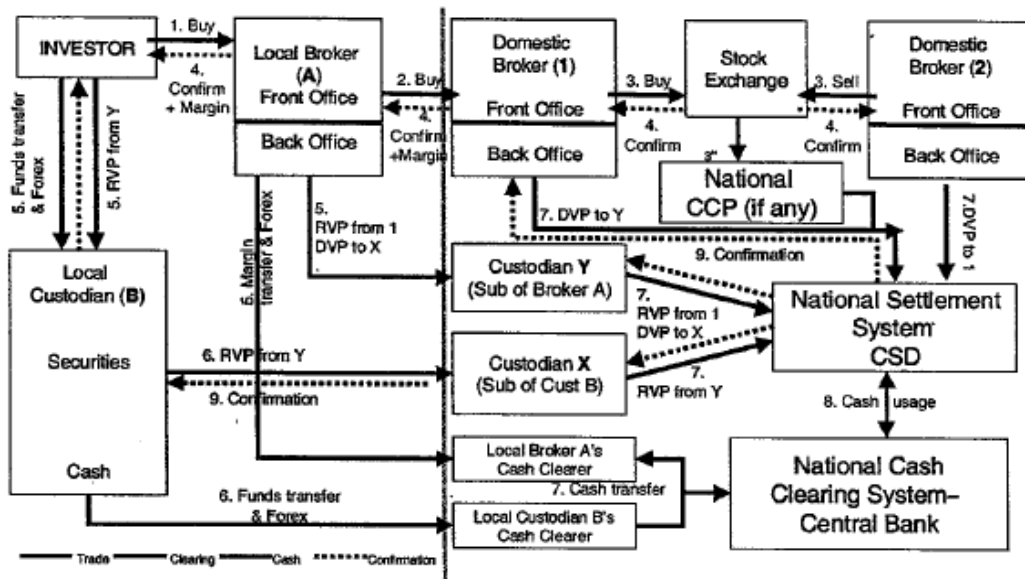 INVESTOR
1. Buy
4.
Confirm
+ Margin
Local Broker
(A)
Front Office
Back Office
2. Buy
4.
Confirm
+Margin
Domestic
Broker (1)
Front Office
Back Office
3. Buy
4.
Confirm
Stock
Exchange
3. Sell
4.
Confirm
Domestic
Broker (2)
Front Office
Back Office
3"
National
CCP (if any)
5. Funds transfer
& Forex
5. RVP from Y
5.
RVP from 1
DVP to X
5. Margin
transfer & Forex
7. DVP to Y
7.DVP to 1
9. Confirmation
Local
Custodian (B)
Securities
Cash
Custodian Y
(Sub of Broker A)
7.
RVP from 1
DVP to X
National Settlement
System
CSD
6. RVP from Y
9. Confirmation
Custodian X
(Sub of Cust B)
7.
RVP from Y
8. Cash
usage
Local Broker A's
Cash Clearer
7. Cash transfer
Local Custodian B's
Cash Clearer
National Cash
Clearing System–
Central Bank
6. Funds transfer
& Forex
Trade
Clearing
Cash
Confirmation